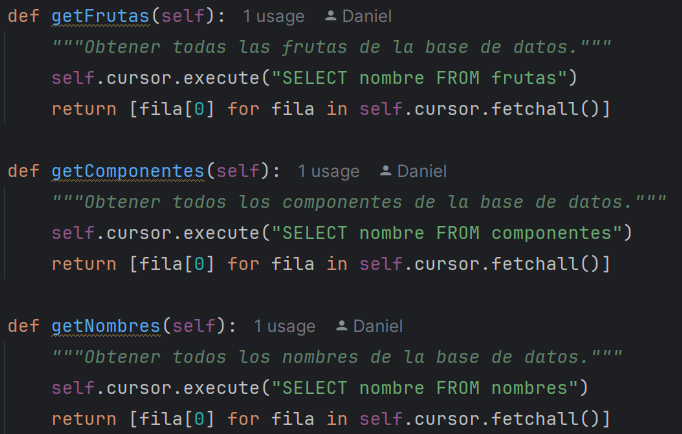 def getFrutas(self): 1 usage Daniel
"""Obtener todas las frutas de la base de datos."""
self.cursor.execute("SELECT nombre FROM frutas")
return [fila[0] for fila in self.cursor.fetchall()]
def getComponentes(self): 1 usage Daniel
"""Obtener todos los componentes de la base de datos."""
self.cursor.execute("SELECT nombre FROM componentes")
return [fila[0] for fila in self.cursor.fetchall()]
def getNombres(self): 1 usage Daniel
"""Obtener todos los nombres de la base de datos."""
self.cursor.execute("SELECT nombre FROM nombres")
return [fila[0] for fila in self.cursor.fetchall()]